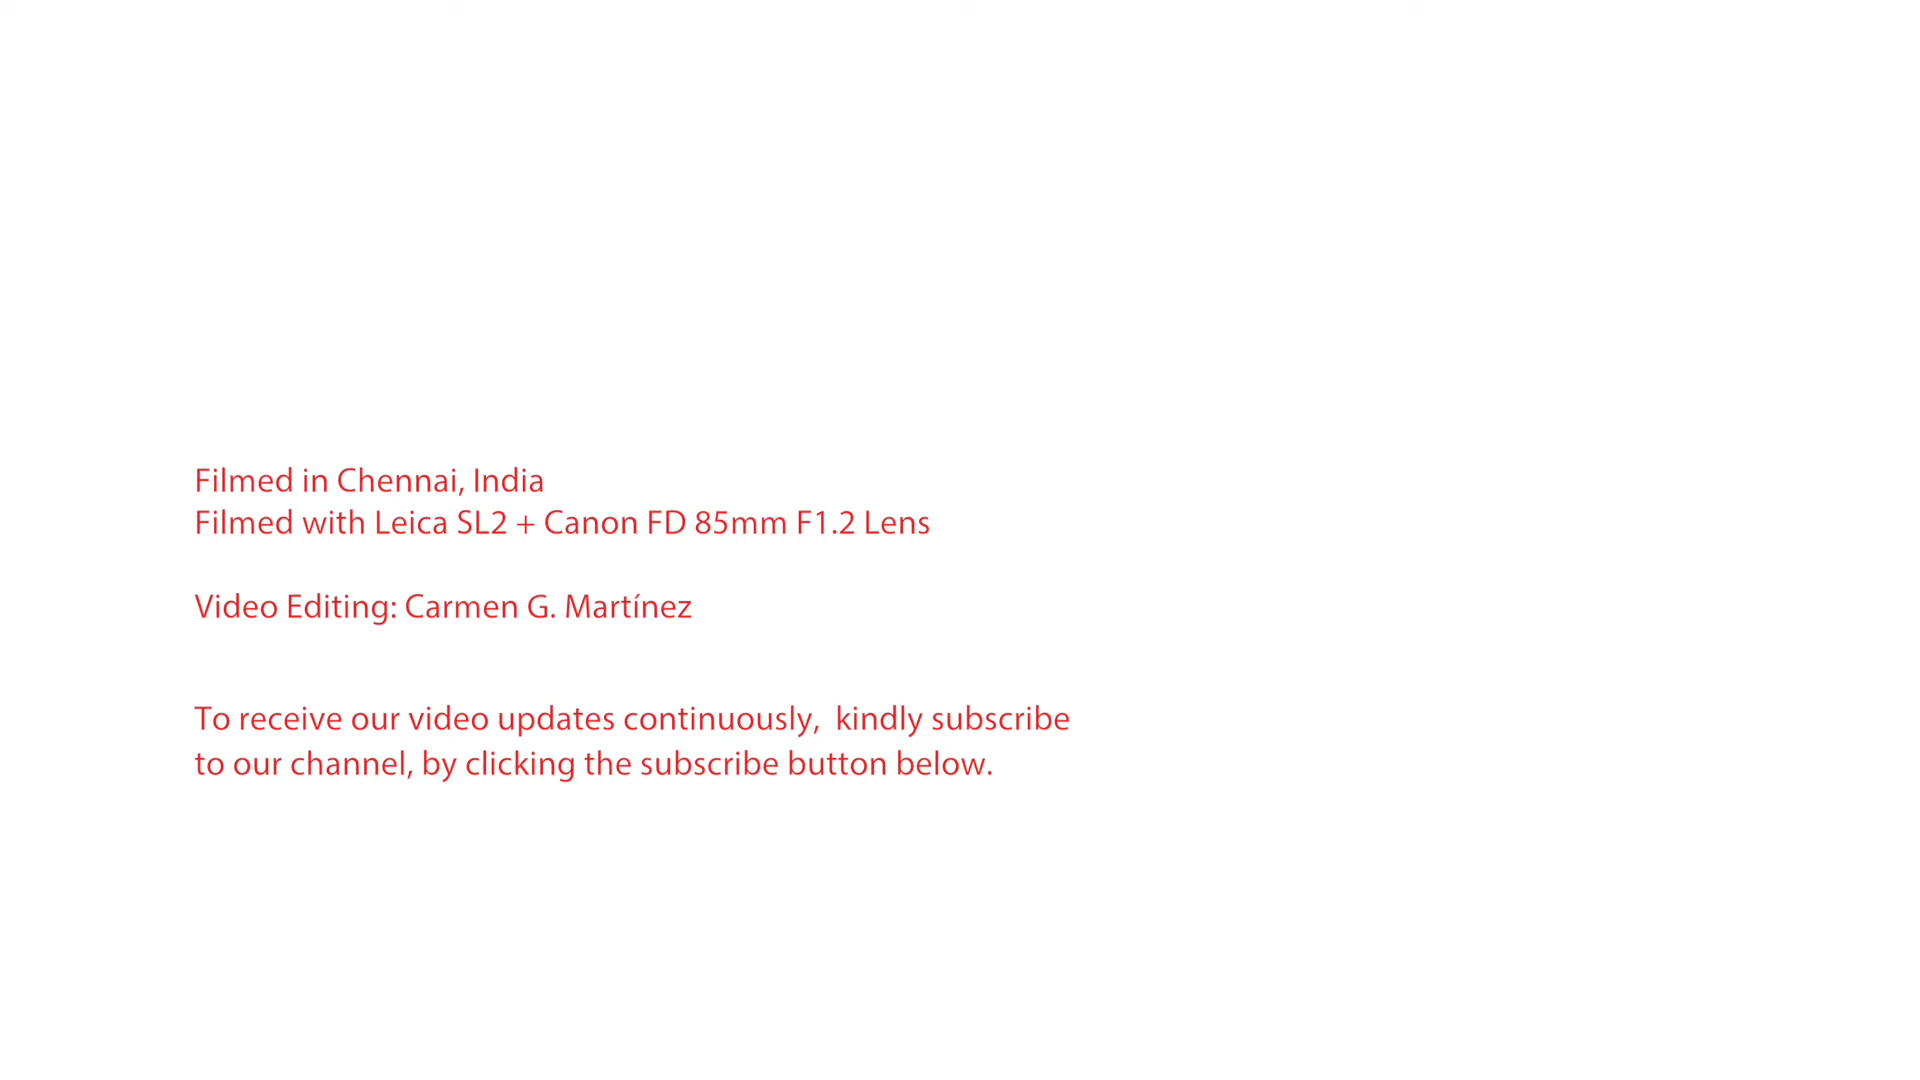 Filmed in Chennai, India
Filmed with Leica SL2 + Canon FD 85mm F1.2 Lens
Video Editing: Carmen G. Martínez
To receive our video updates continuously,  kindly subscribe
to our channel, by clicking the subscribe button below.